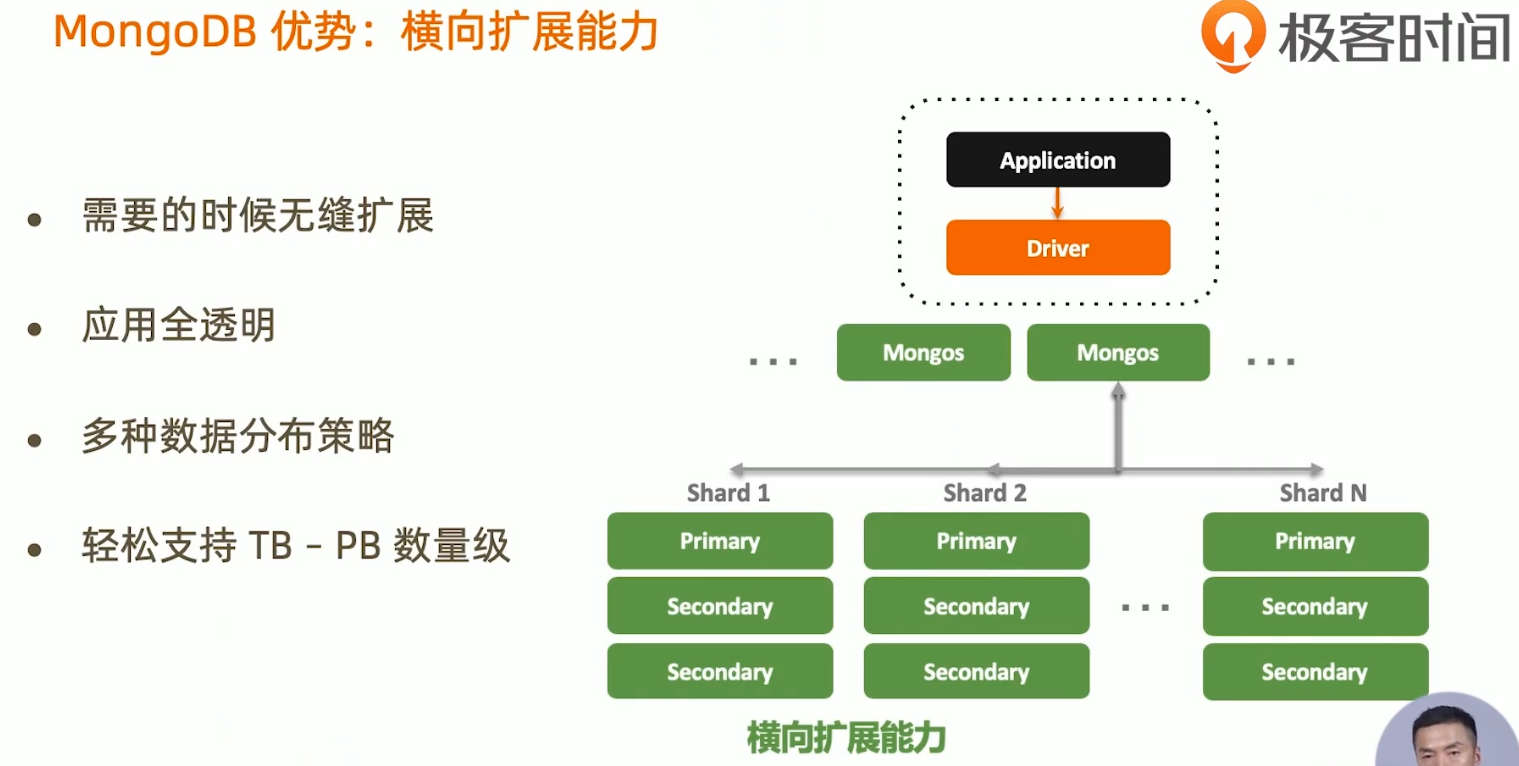 MongoDB 优势：横向扩展能力
极客时间
需要的时候无缝扩展
应用全透明
多种数据分布策略
轻松支持 TB – PB 数量级
Application
Driver
... Mongos Mongos ...
Shard 1 Shard 2 Shard N
Primary Primary Primary
Secondary Secondary ... Secondary
Secondary Secondary Secondary
横向扩展能力